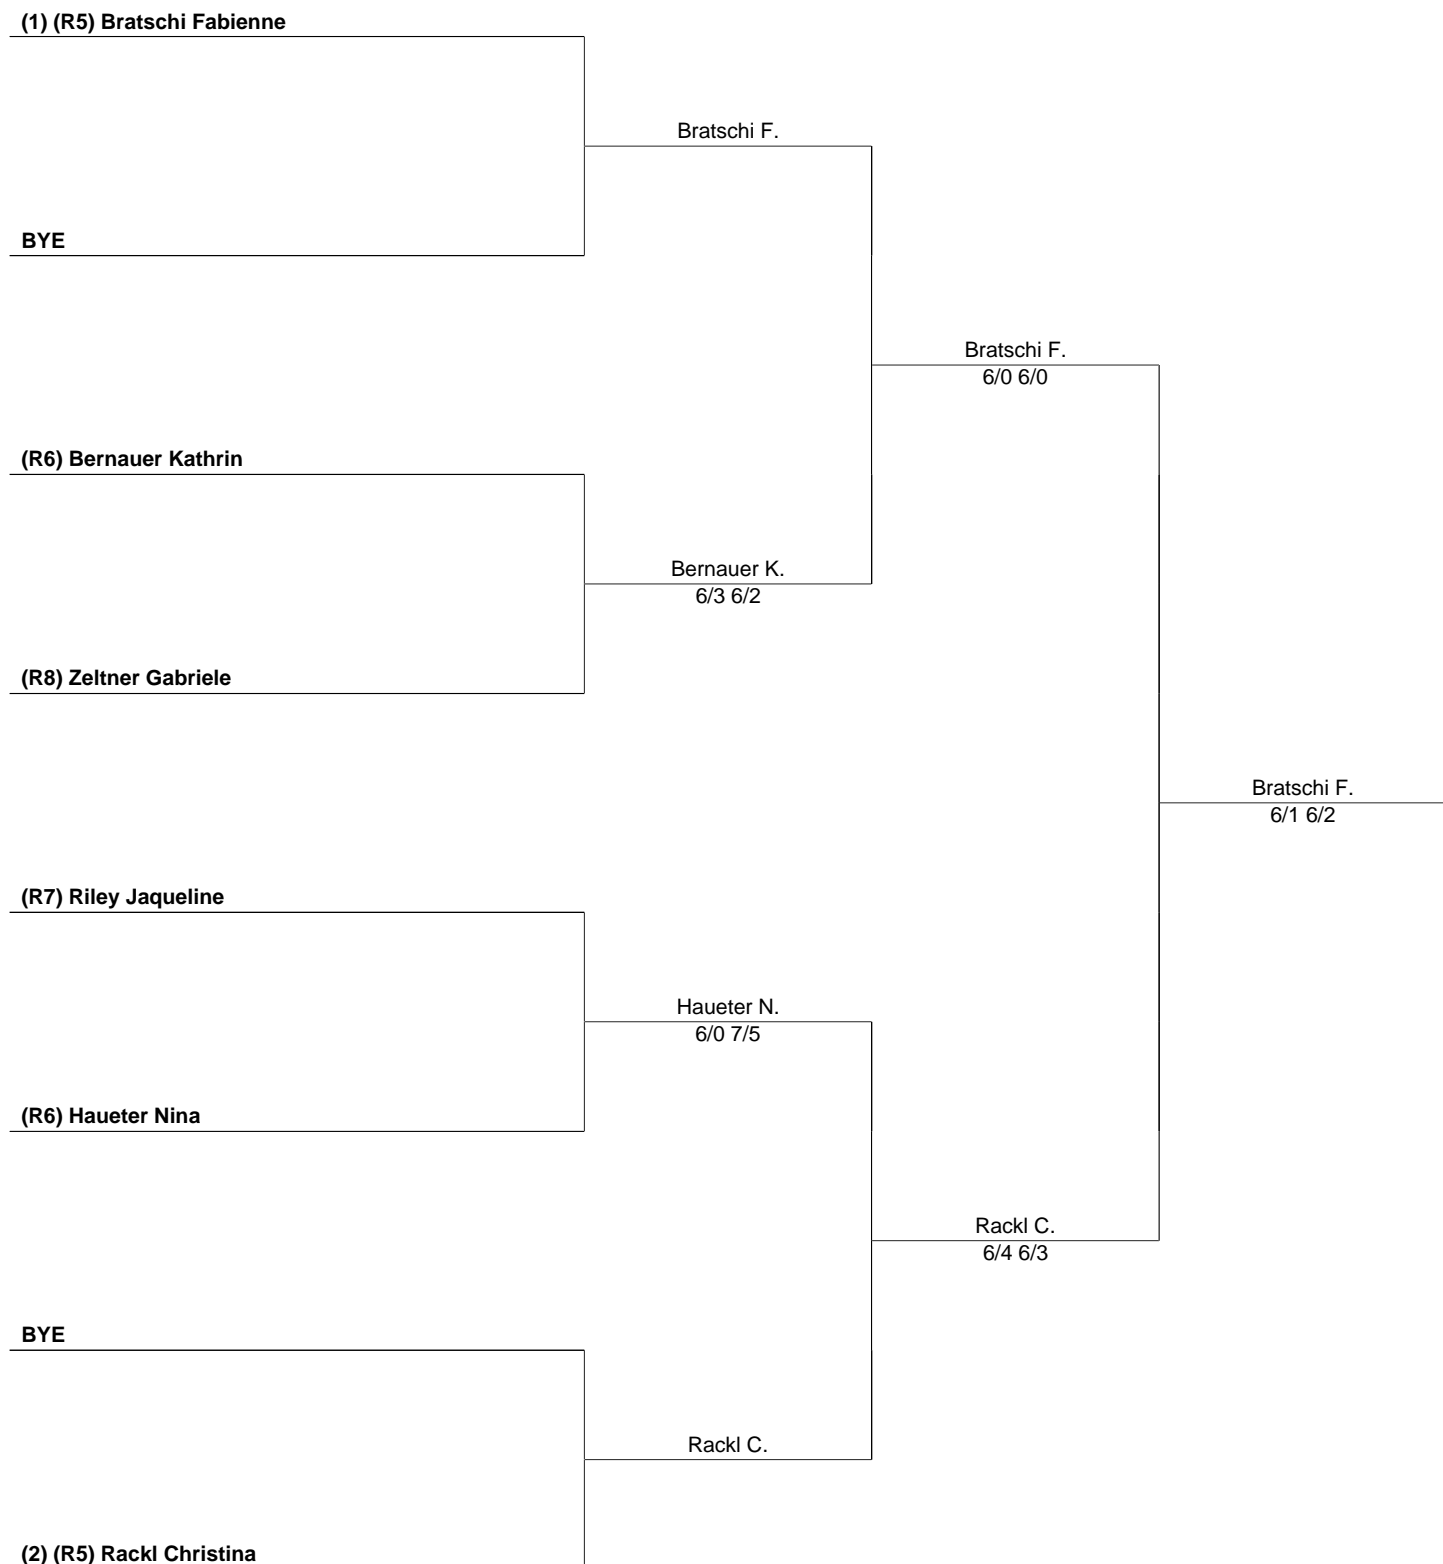 (1) (R5) Bratschi Fabienne
Bratschi F.
BYE
Bratschi F.
6/0 6/0
(R6) Bernauer Kathrin
Bernauer K.
6/3 6/2
(R8) Zeltner Gabriele
Bratschi F.
6/1 6/2
(R7) Riley Jaqueline
Haueter N.
6/0 7/5
(R6) Haueter Nina
Rackl C.
6/4 6/3
BYE
Rackl C.
(2) (R5) Rackl Christina